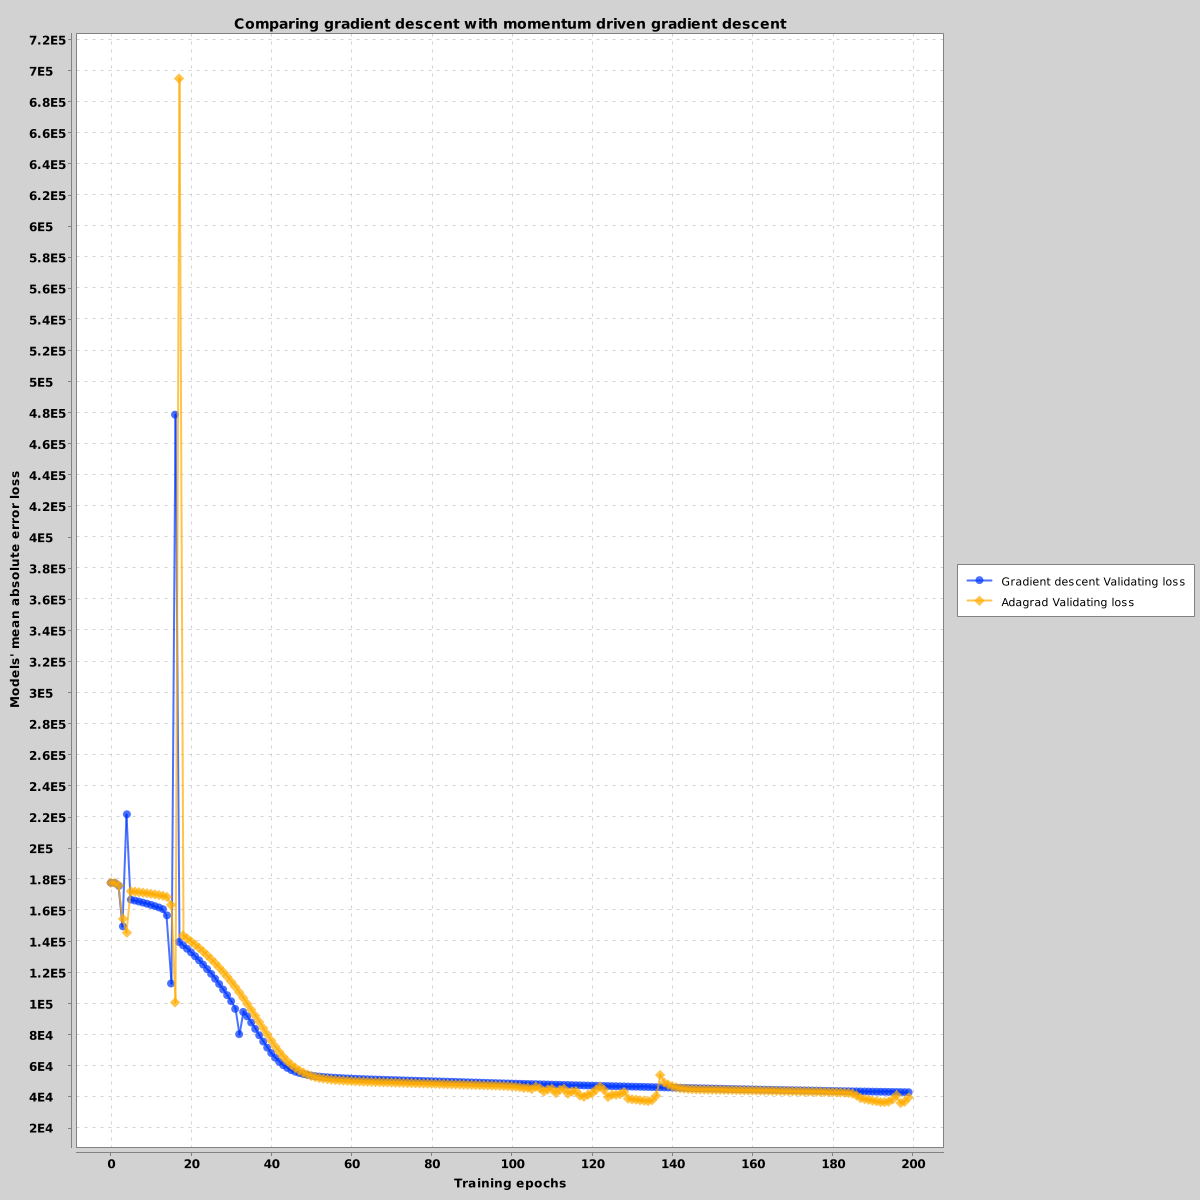 Comparing gradient descent with momentum driven gradient descent
7.2E5
7E5
6.8E5
6.6E5
6.4E5
6.2E5
6E5
5.8E5
5.6E5
5.4E5
5.2E5
5E5
4.8E5
4.6E5
4.4E5
4.2E5
4E5
3.8E5
3.6E5
3.4E5
3.2E5
3E5
2.8E5
2.6E5
2.4E5
2.2E5
2E5
1.8E5
1.6E5
1.4E5
1.2E5
1E5
8E4
6E4
4E4
2E4
Models' mean absolute error loss
0 20 40 60 80 100 120 140 160 180 200
Training epochs
Gradient descent Validating loss
Adagrad Validating loss